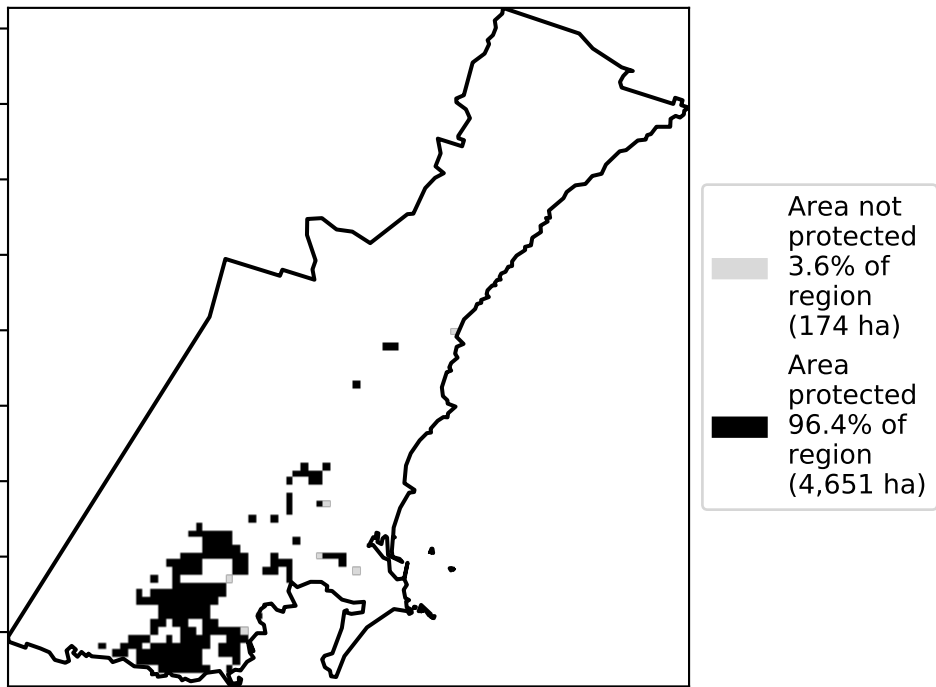 Area not
protected
3.6% of
region
(174 ha)
Area
protected
96.4% of
region
(4,651 ha)